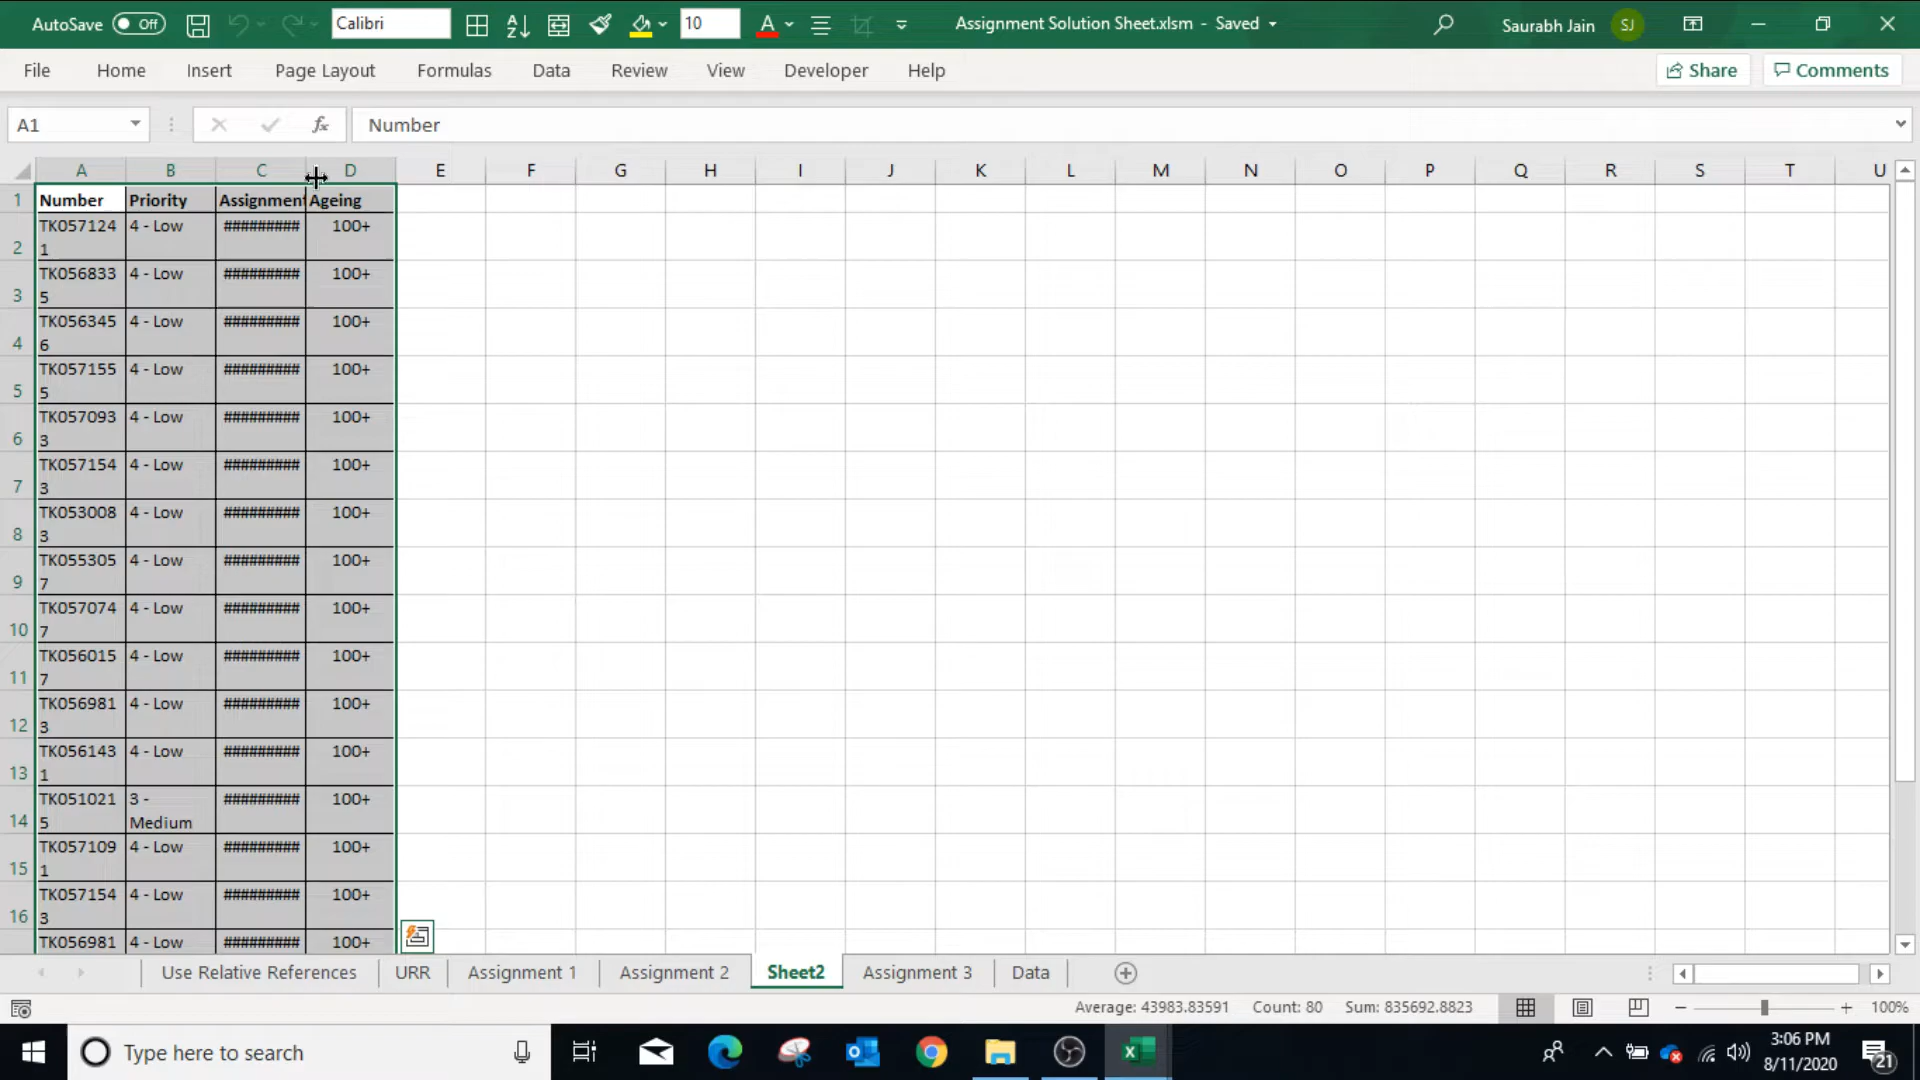 AutoSave Off Calibri 10 Assignment Solution Sheet.xlsm - Saved Saurabh Jain SJ
File Home Insert Page Layout Formulas Data Review View Developer Help Share Comments
A1 fx Number
A B C D E F G H I J K L M N O P Q R S T U
1 Number Priority Assignment Ageing
2 TK0571241 4 - Low ######### 100+
3 TK0568335 4 - Low ######### 100+
4 TK0563456 4 - Low ######### 100+
5 TK0571555 4 - Low ######### 100+
6 TK0570933 4 - Low ######### 100+
7 TK0571543 4 - Low ######### 100+
8 TK0530083 4 - Low ######### 100+
9 TK0553057 4 - Low ######### 100+
10 TK0570747 4 - Low ######### 100+
11 TK0560157 4 - Low ######### 100+
12 TK0569813 4 - Low ######### 100+
13 TK0561431 4 - Low ######### 100+
14 TK0510215 3 - Medium ######### 100+
15 TK0571091 4 - Low ######### 100+
16 TK0571543 4 - Low ######### 100+
TK056981 4 - Low ######### 100+
Use Relative References URR Assignment 1 Assignment 2 Sheet2 Assignment 3 Data
Average: 43983.83591 Count: 80 Sum: 835692.8823 100%
Type here to search 3:06 PM
8/11/2020 21